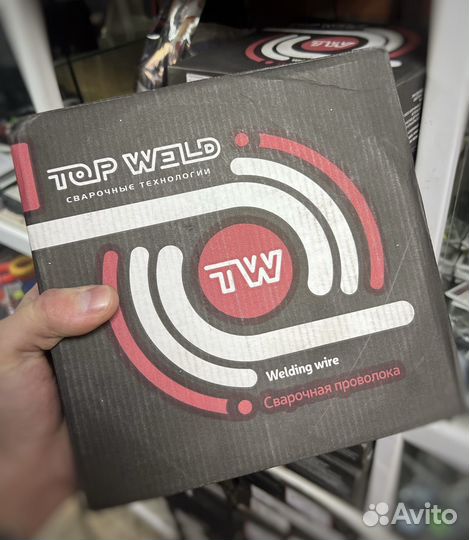 TOP WELD
СВАРОЧНЫЕ ТЕХНОЛОГИИ
TW
Welding wire
Сварочная проволока
Avito